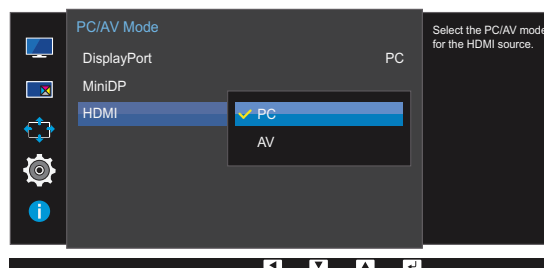 PC/AV Mode
DisplayPort PC
MiniDP
HDMI
PC
AV
Select the PC/AV mode
for the HDMI source.